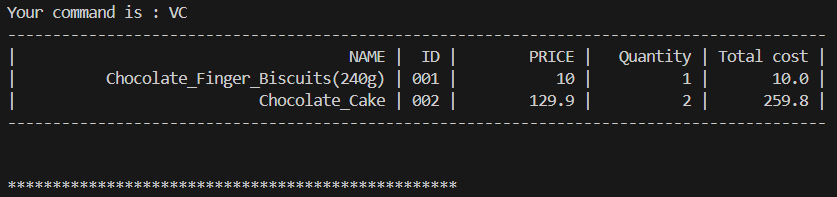 Your command is : VC
-------------------------------------------------------------------------------------------
|                                     NAME |  ID |        PRICE |   Quantity | Total cost |
|          Chocolate_Finger_Biscuits(240g) | 001 |           10 |          1 |       10.0 |
|                           Chocolate_Cake | 002 |        129.9 |          2 |      259.8 |
-------------------------------------------------------------------------------------------
**************************************************